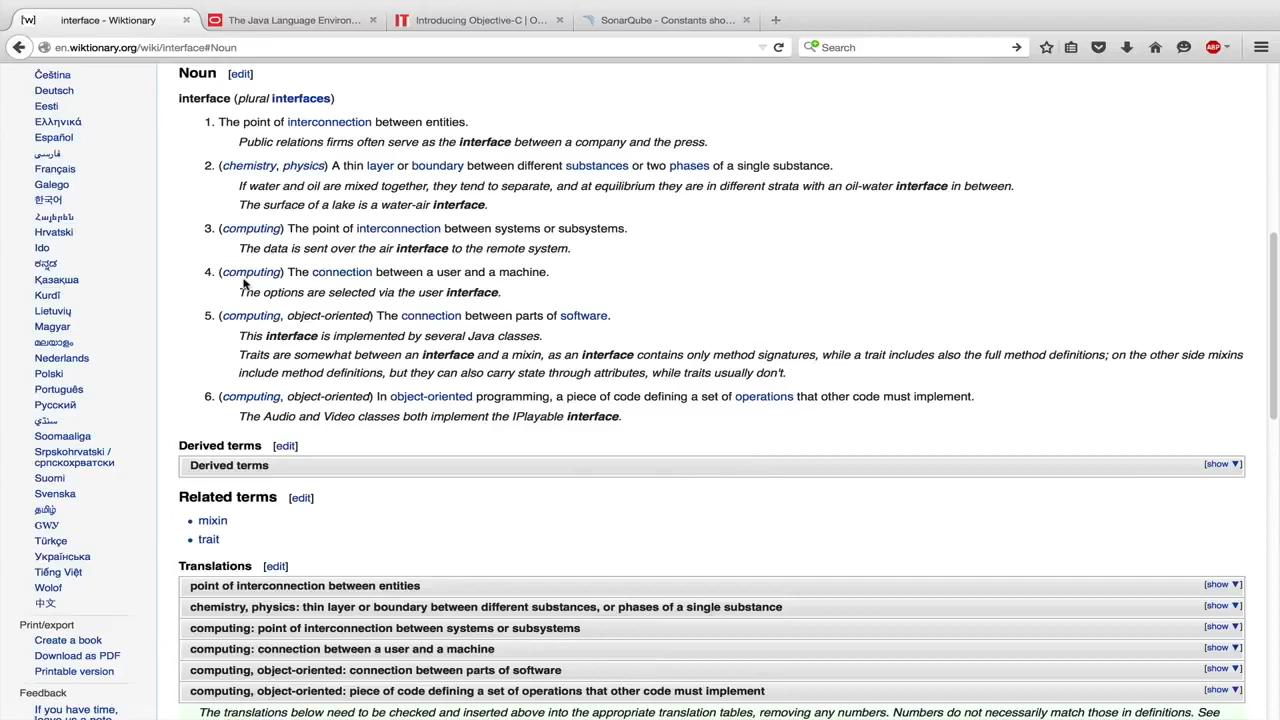 [w] interface - Wiktionary ×
The Java Language Environ... ×
IT Introducing Objective-C | O... ×
SonarQube - Constants sho... ×
+
en.wiktionary.org/wiki/interface#Noun
Search
ABP
Čeština
Deutsch
Eesti
Ελληνικά
Español
فارسی
Français
Galego
한국어
Հայերեն
Hrvatski
Ido
ಕನ್ನಡ
Қазақша
Kurdî
Lietuvių
Magyar
മലയാളം
Nederlands
Polski
Português
Русский
سنڌي
Soomaaliga
Srpskohrvatski /
српскохрватски
Suomi
Svenska
தமிழ்
ᏣᎳᎩ
Türkçe
Українська
Tiếng Việt
Wolof
中文
Print/export
Create a book
Download as PDF
Printable version
Feedback
If you have time,
leave us a note.
Noun [edit]
interface (plural interfaces)
1. The point of interconnection between entities.
Public relations firms often serve as the interface between a company and the press.
2. (chemistry, physics) A thin layer or boundary between different substances or two phases of a single substance.
If water and oil are mixed together, they tend to separate, and at equilibrium they are in different strata with an oil-water interface in between.
The surface of a lake is a water-air interface.
3. (computing) The point of interconnection between systems or subsystems.
The data is sent over the air interface to the remote system.
4. (computing) The connection between a user and a machine.
The options are selected via the user interface.
5. (computing, object-oriented) The connection between parts of software.
This interface is implemented by several Java classes.
Traits are somewhat between an interface and a mixin, as an interface contains only method signatures, while a trait includes also the full method definitions; on the other side mixins
include method definitions, but they can also carry state through attributes, while traits usually don't.
6. (computing, object-oriented) In object-oriented programming, a piece of code defining a set of operations that other code must implement.
The Audio and Video classes both implement the IPlayable interface.
Derived terms [edit]
Derived terms [show ▼]
Related terms [edit]
• mixin
• trait
Translations [edit]
point of interconnection between entities [show ▼]
chemistry, physics: thin layer or boundary between different substances, or phases of a single substance [show ▼]
computing: point of interconnection between systems or subsystems [show ▼]
computing: connection between a user and a machine [show ▼]
computing, object-oriented: connection between parts of software [show ▼]
computing, object-oriented: piece of code defining a set of operations that other code must implement [show ▼]
The translations below need to be checked and inserted above into the appropriate translation tables, removing any numbers. Numbers do not necessarily match those in definitions. See